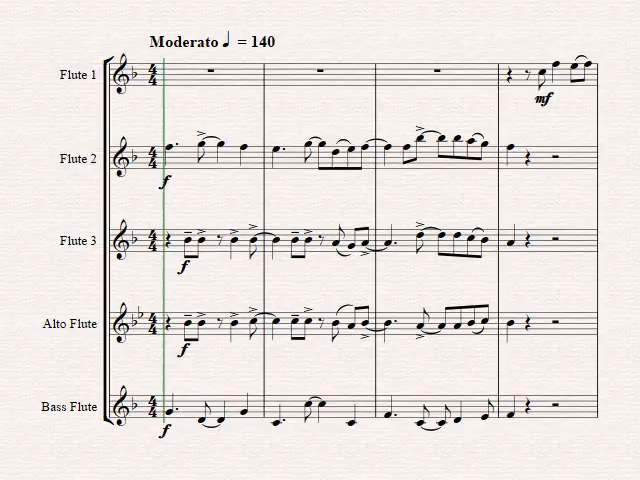 Moderato ♩ = 140
Flute 1
mf
Flute 2
f
Flute 3
f
Alto Flute
f
Bass Flute
f